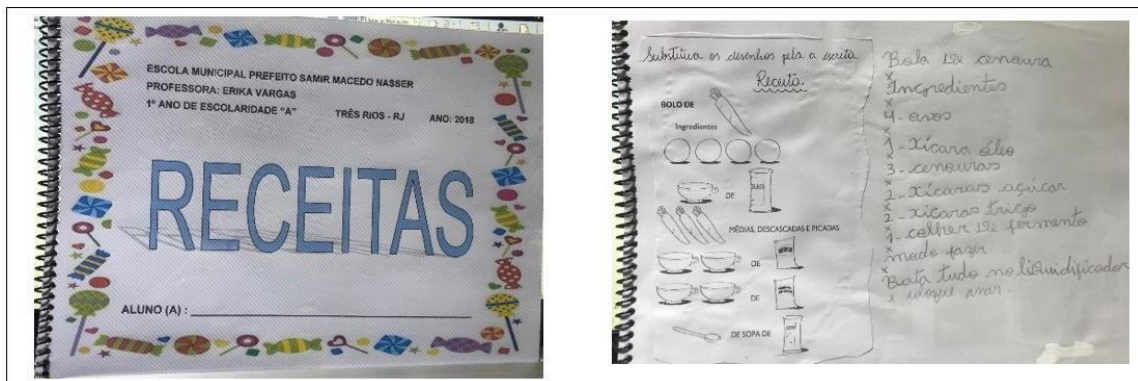 ESCOLA MUNICIPAL PREFEITO SAMIR MACEDO NASSER
PROFESSORA: ERIKA VARGAS
1º ANO DE ESCOLARIDADE "A" TRÊS RIOS - RJ ANO: 2018
RECEITAS
ALUNO (A) :
Substitua os desenhos pela a escrita
Receita
BOLO DE
Ingredientes
DE ÓLEO
MÉDIAS, DESCASCADAS E PICADAS
DE
DE
DE SOPA DE
Bola de cenoura
Ingredientes
4- ovos
1- Xícara óleo
3- cenouras
2- xícaras açúcar
2- xícaras trigo
1- colher de fermento
modo fazer
Bata tudo no liquidificador
e coloque assar.